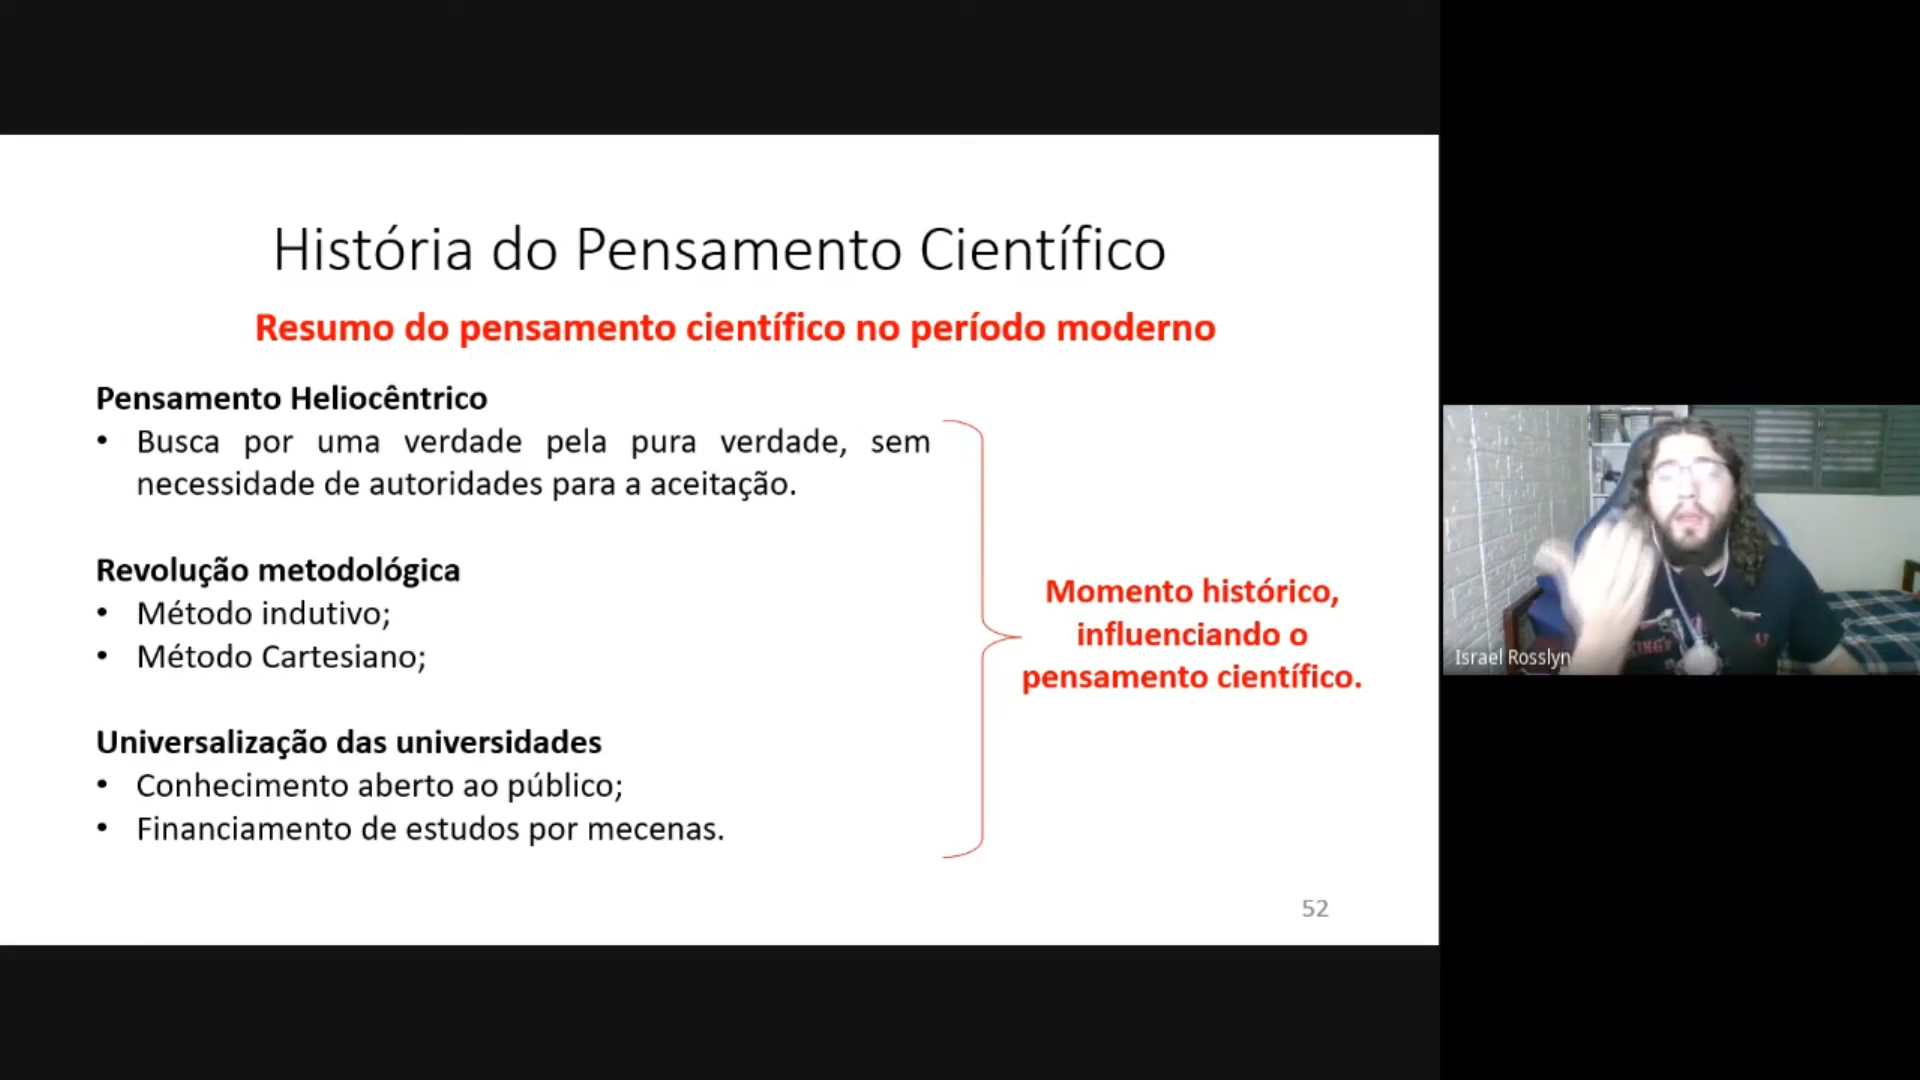 História do Pensamento Científico
Resumo do pensamento científico no período moderno
Pensamento Heliocêntrico
• Busca por uma verdade pela pura verdade, sem
necessidade de autoridades para a aceitação.
Revolução metodológica
• Método indutivo;
• Método Cartesiano;
Universalização das universidades
• Conhecimento aberto ao público;
• Financiamento de estudos por mecenas.
Momento histórico,
influenciando o
pensamento científico.
52
Israel Rosslyn